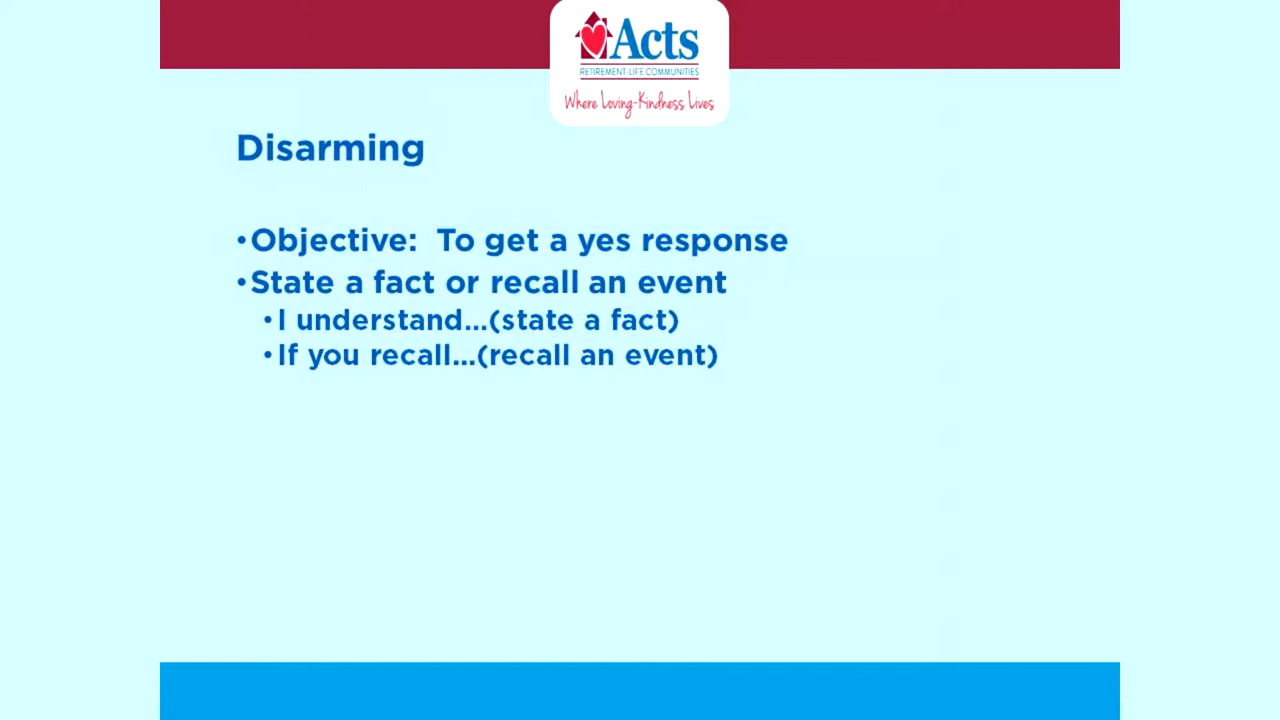 Acts
RETIREMENT-LIFE COMMUNITIES
Where Loving-Kindness Lives
Disarming
•Objective:  To get a yes response
•State a fact or recall an event
•I understand...(state a fact)
•If you recall...(recall an event)